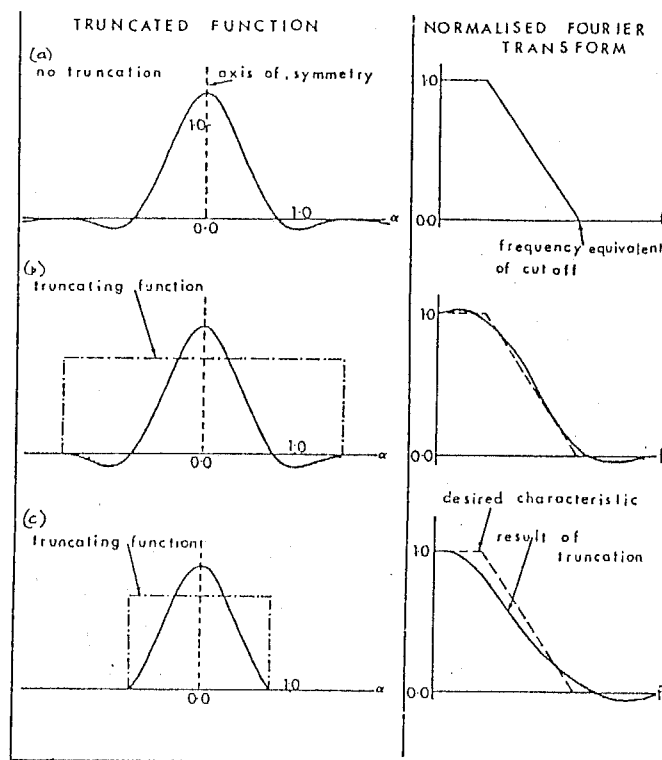 TRUNCATED FUNCTION
NORMALISED FOURIER
TRANSFORM
(a)
no truncation
axis of symmetry
1·0
1·0
α
0·0
1·0
0·0
frequency equivalent
of cut off
(b)
truncating function
1·0
α
0·0
1·0
0·0
f
(c)
truncating function
1·0
α
0·0
desired characteristic
result of
truncation
1·0
0·0
f